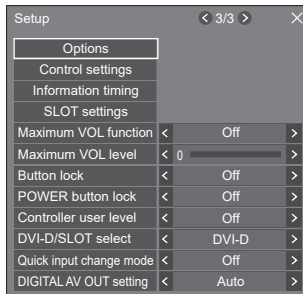 Setup < 3/3 > ×
Options
Control settings
Information timing
SLOT settings
Maximum VOL function < Off >
Maximum VOL level < 0 >
Button lock < Off >
POWER button lock < Off >
Controller user level < Off >
DVI-D/SLOT select < DVI-D >
Quick input change mode < Off >
DIGITAL AV OUT setting < Auto >